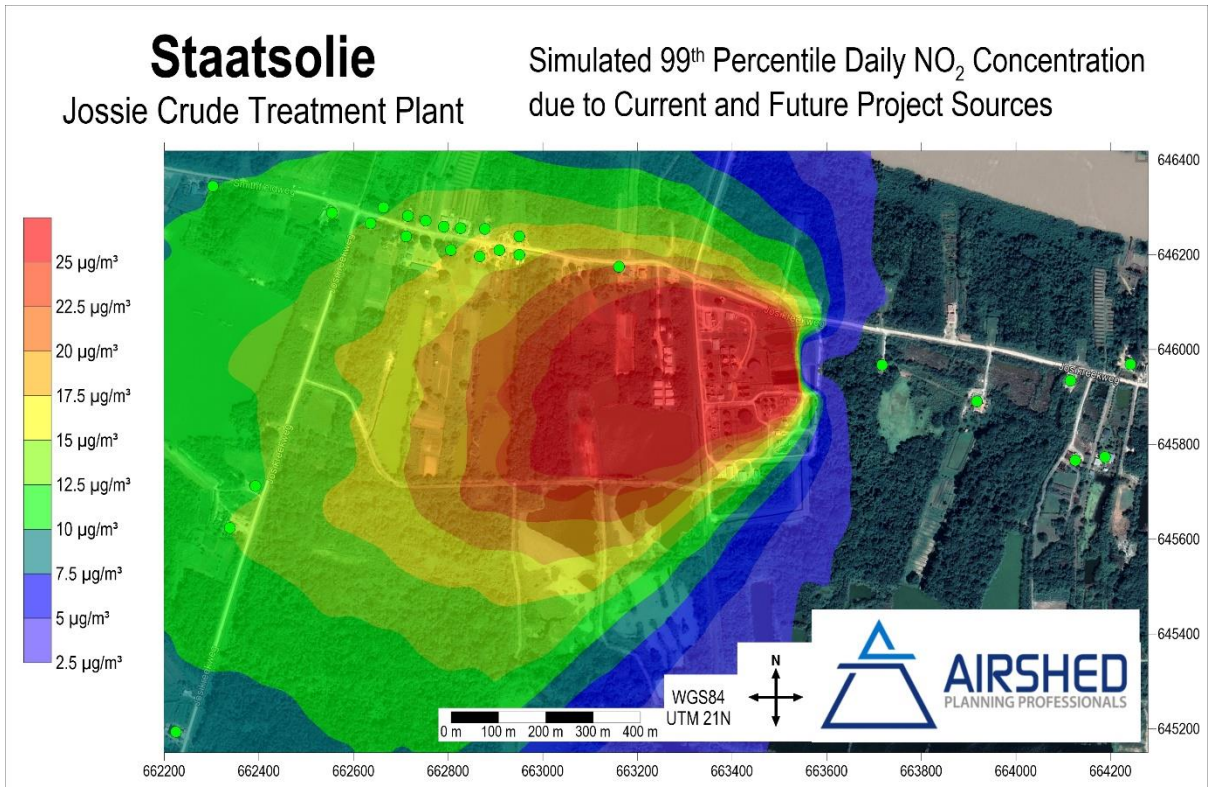 Staatsolie
Jossie Crude Treatment Plant
Simulated 99th Percentile Daily NO₂ Concentration
due to Current and Future Project Sources
25 µg/m³
22.5 µg/m³
20 µg/m³
17.5 µg/m³
15 µg/m³
12.5 µg/m³
10 µg/m³
7.5 µg/m³
5 µg/m³
2.5 µg/m³
646400
646200
646000
645800
645600
645400
645200
WGS84
UTM 21N
N
0 m 100 m 200 m 300 m 400 m
AIRSHED
PLANNING PROFESSIONALS
662200 662400 662600 662800 663000 663200 663400 663600 663800 664000 664200